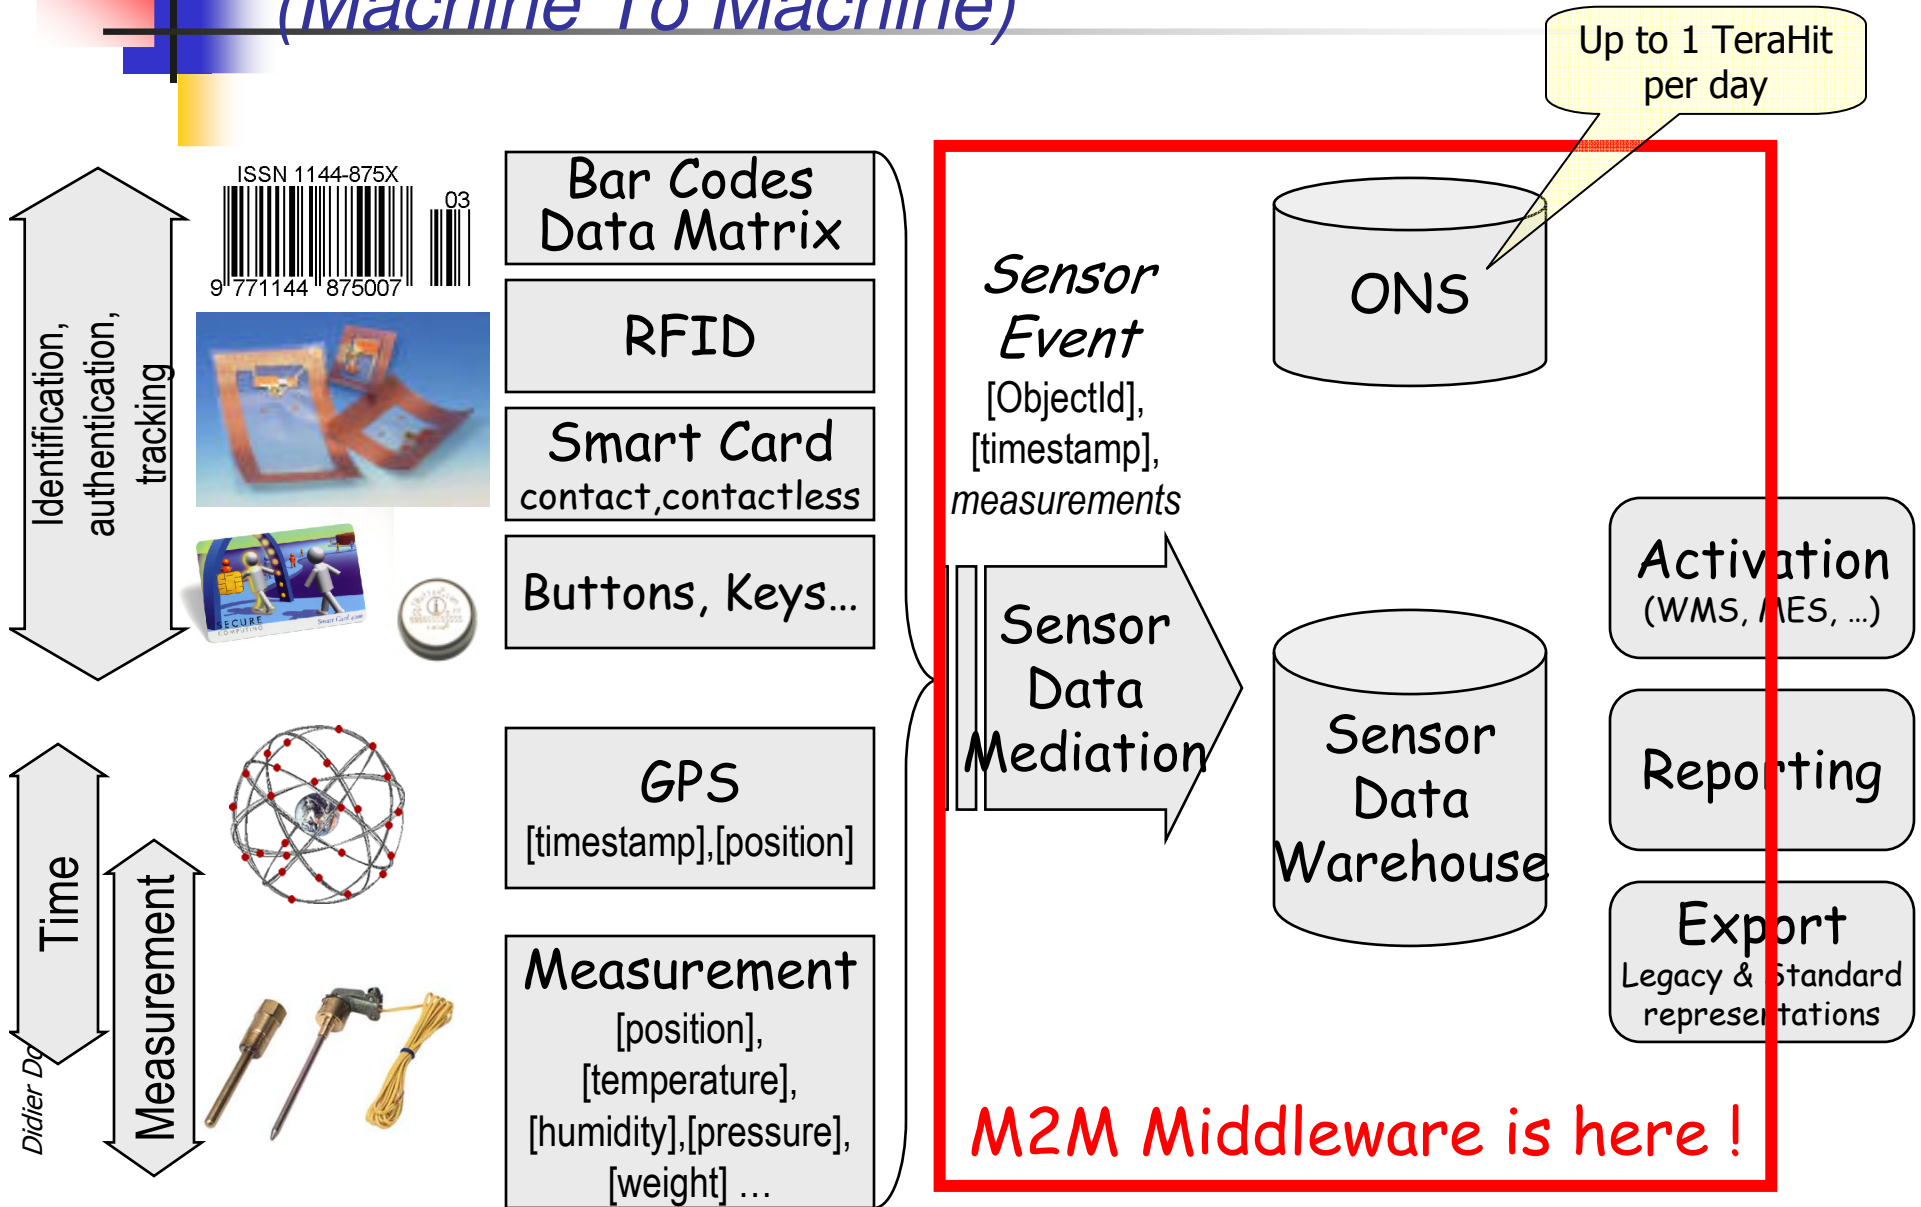 (Machine To Machine)
Up to 1 TeraHit
per day
Identification,
authentication,
tracking
ISSN 1144-875X
03
9 771144 875007
SECURE
COMPUTING
Bar Codes
Data Matrix
RFID
Smart Card
contact,contactless
Buttons, Keys...
Time
Measurement
GPS
[timestamp],[position]
Measurement
[position],
[temperature],
[humidity],[pressure],
[weight] …
Sensor
Event
[ObjectId],
[timestamp],
measurements
Sensor
Data
Mediation
ONS
Sensor
Data
Warehouse
Activation
(WMS, MES, …)
Reporting
Export
Legacy & Standard
representations
M2M Middleware is here !
Didier